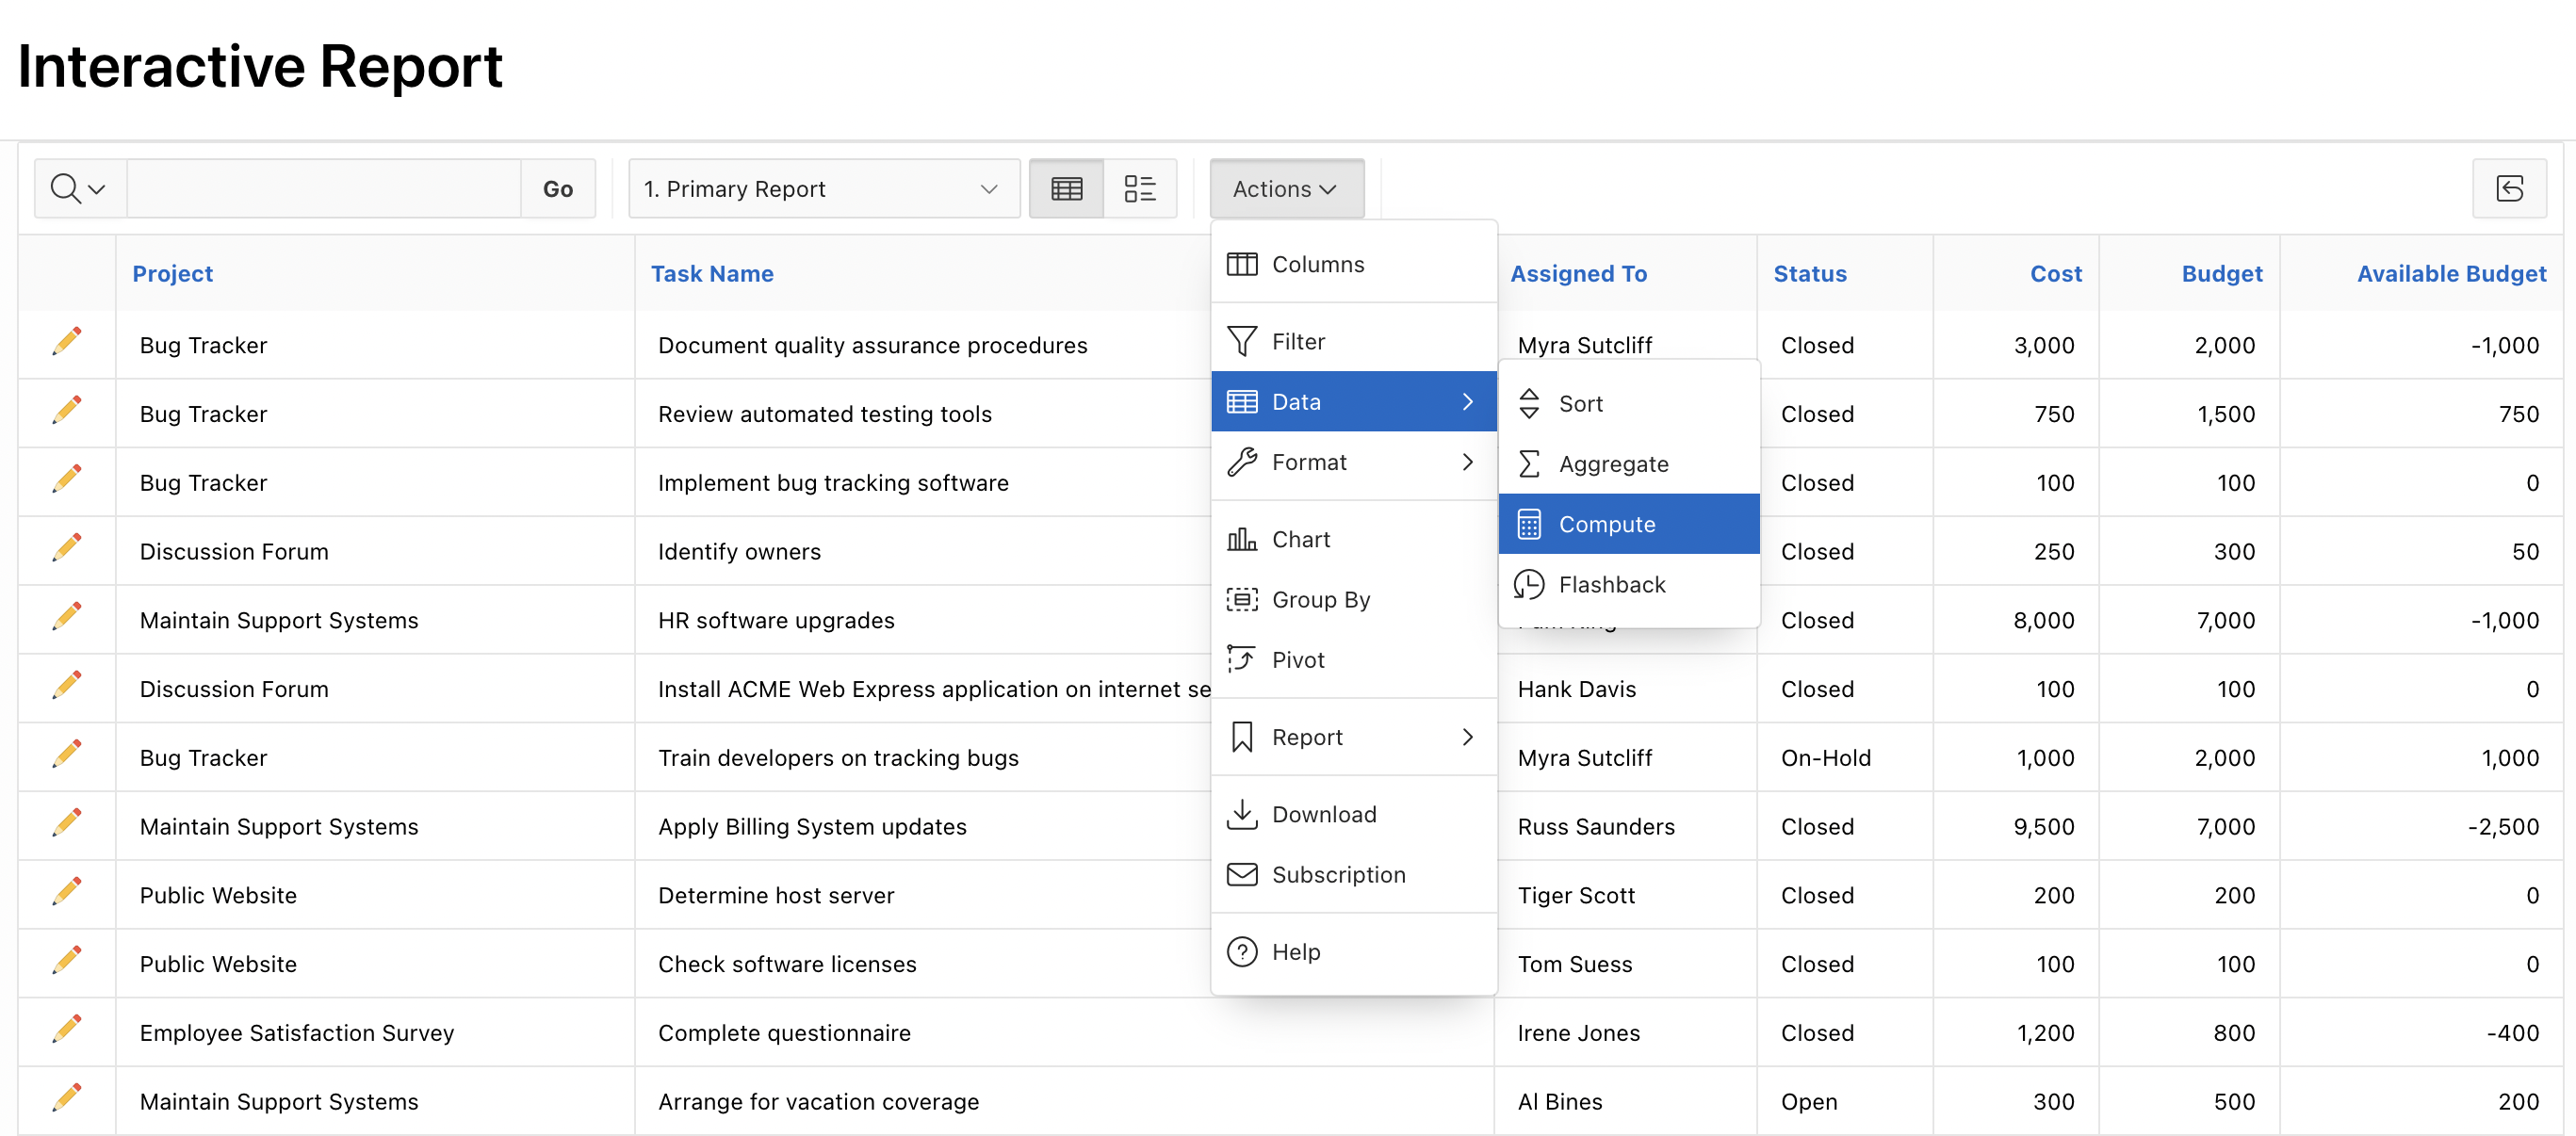 Interactive Report
Go
1. Primary Report
Actions
Project Task Name Assigned To Status Cost Budget Available Budget
Columns
Filter
Data
Format
Chart
Group By
Pivot
Report
Download
Subscription
Help
Sort
Aggregate
Compute
Flashback
Bug Tracker Document quality assurance procedures Myra Sutcliff Closed 3,000 2,000 -1,000
Bug Tracker Review automated testing tools Closed 750 1,500 750
Bug Tracker Implement bug tracking software Closed 100 100 0
Discussion Forum Identify owners Closed 250 300 50
Maintain Support Systems HR software upgrades Closed 8,000 7,000 -1,000
Discussion Forum Install ACME Web Express application on internet se Hank Davis Closed 100 100 0
Bug Tracker Train developers on tracking bugs Myra Sutcliff On-Hold 1,000 2,000 1,000
Maintain Support Systems Apply Billing System updates Russ Saunders Closed 9,500 7,000 -2,500
Public Website Determine host server Tiger Scott Closed 200 200 0
Public Website Check software licenses Tom Suess Closed 100 100 0
Employee Satisfaction Survey Complete questionnaire Irene Jones Closed 1,200 800 -400
Maintain Support Systems Arrange for vacation coverage Al Bines Open 300 500 200